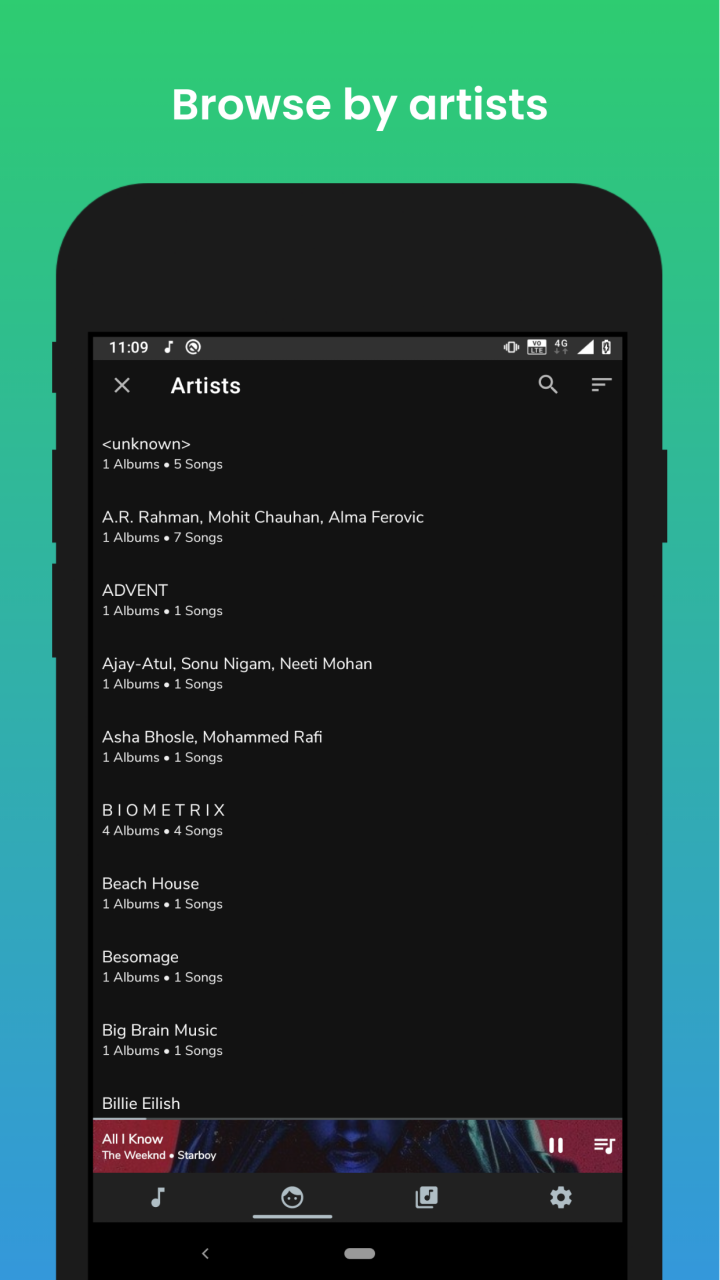 Browse by artists
11:09
VO LTE 4G
Artists
<unknown>
1 Albums • 5 Songs
A.R. Rahman, Mohit Chauhan, Alma Ferovic
1 Albums • 7 Songs
ADVENT
1 Albums • 1 Songs
Ajay-Atul, Sonu Nigam, Neeti Mohan
1 Albums • 1 Songs
Asha Bhosle, Mohammed Rafi
1 Albums • 1 Songs
B I O M E T R I X
4 Albums • 4 Songs
Beach House
1 Albums • 1 Songs
Besomage
1 Albums • 1 Songs
Big Brain Music
1 Albums • 1 Songs
Billie Eilish
All I Know
The Weeknd • Starboy